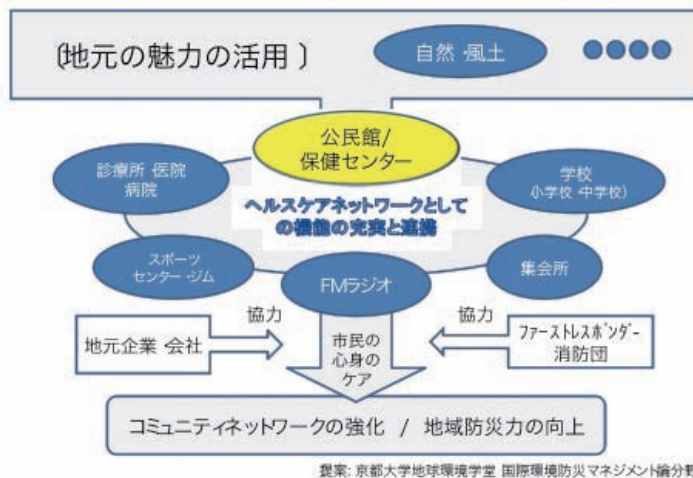 〔地元の魅力の活用〕
自然・風土
公民館/
保健センター
診療所・医院
病院
学校
(小学校・中学校)
ヘルスケアネットワークとして
の機能の充実と連携
スポーツ
センター・ジム
集会所
FMラジオ
協力
協力
地元企業・会社
市民の
心身の
ケア
ファーストレスポンダー
消防団
コミュニティネットワークの強化 / 地域防災力の向上
提案: 京都大学地球環境学堂 国際環境防災マネジメント論分野